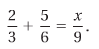 2/3 + 5/6 = x/9.